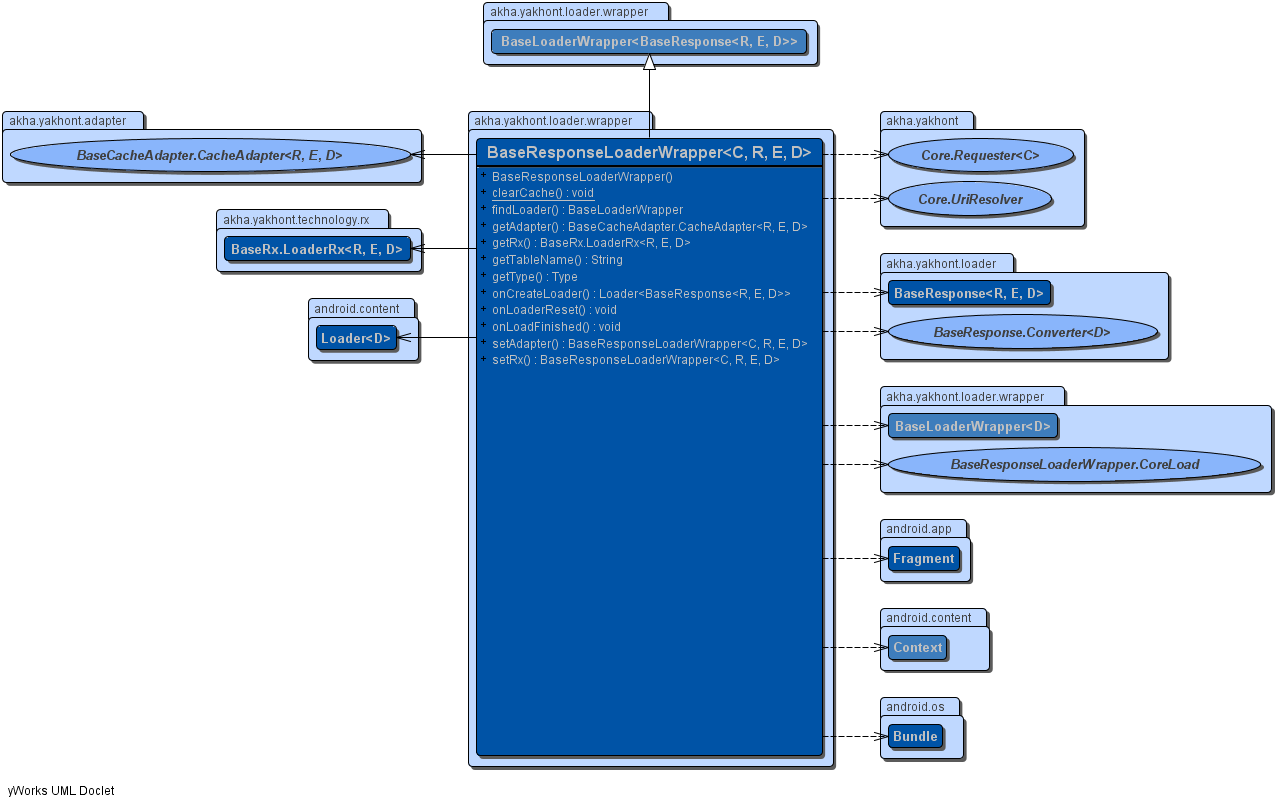 akha.yakhont.loader.wrapper
BaseLoaderWrapper<BaseResponse<R, E, D>>
akha.yakhont.adapter
BaseCacheAdapter.CacheAdapter<R, E, D>
akha.yakhont.technology.rx
BaseRx.LoaderRx<R, E, D>
android.content
Loader<D>
akha.yakhont.loader.wrapper
BaseResponseLoaderWrapper<C, R, E, D>
+ BaseResponseLoaderWrapper()
+ clearCache() : void
+ findLoader() : BaseLoaderWrapper
+ getAdapter() : BaseCacheAdapter.CacheAdapter<R, E, D>
+ getRx() : BaseRx.LoaderRx<R, E, D>
+ getTableName() : String
+ getType() : Type
+ onCreateLoader() : Loader<BaseResponse<R, E, D>>
+ onLoaderReset() : void
+ onLoadFinished() : void
+ setAdapter() : BaseResponseLoaderWrapper<C, R, E, D>
+ setRx() : BaseResponseLoaderWrapper<C, R, E, D>
akha.yakhont
Core.Requester<C>
Core.UriResolver
akha.yakhont.loader
BaseResponse<R, E, D>
BaseResponse.Converter<D>
akha.yakhont.loader.wrapper
BaseLoaderWrapper<D>
BaseResponseLoaderWrapper.CoreLoad
android.app
Fragment
android.content
Context
android.os
Bundle
yWorks UML Doclet